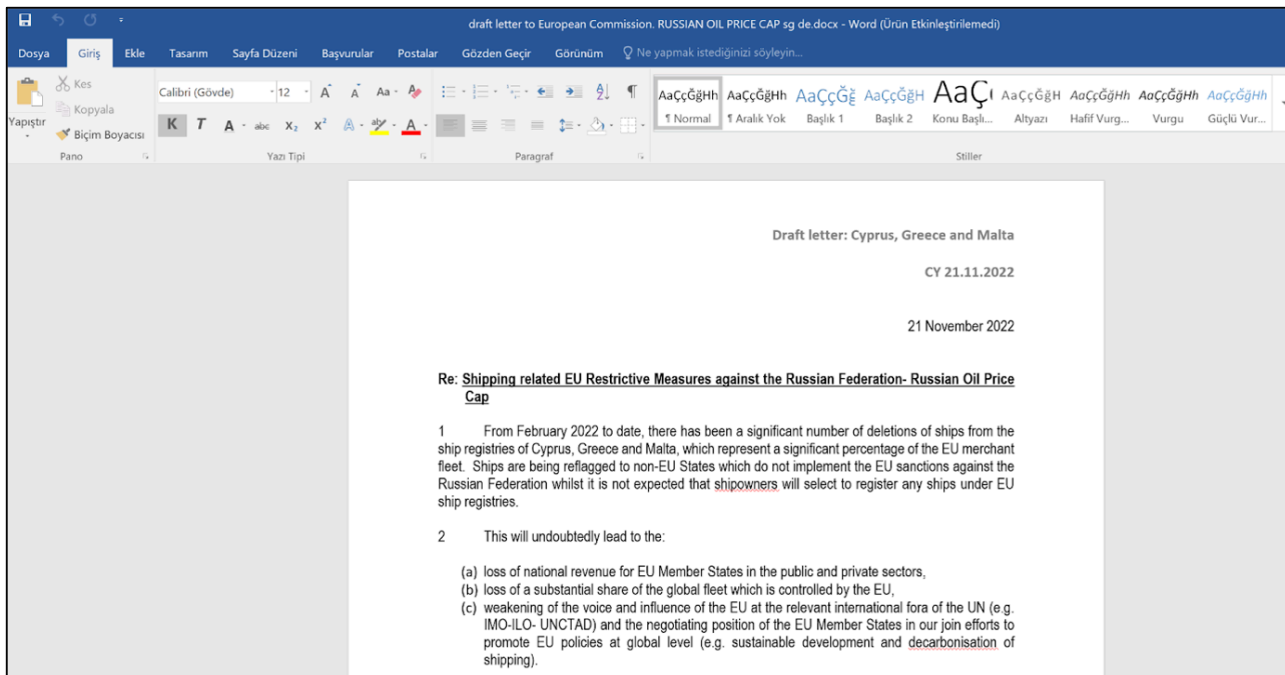 draft letter to European Commission. RUSSIAN OIL PRICE CAP sg de.docx - Word (Ürün Etkinleştirilemedi)
Dosya Giriş Ekle Tasarım Sayfa Düzeni Başvurular Postalar Gözden Geçir Görünüm Ne yapmak istediğinizi söyleyin...
Yapıştır
Kes
Kopyala
Biçim Boyacısı
Pano
Calibri (Gövde) 12 A A Aa
K T A abc X₂ X² A aby A
Yazı Tipi
Paragraf
AaÇçĞğHh AaÇçĞğHh AaÇçĞğ AaÇçĞğH AaÇ AaÇçĞğH AaÇçĞğHh AaÇçĞğHh AaÇçĞğHh
¶ Normal ¶ Aralık Yok Başlık 1 Başlık 2 Konu Başlı... Altyazı Hafif Vurg... Vurgu Güçlü Vur...
Stiller
Draft letter: Cyprus, Greece and Malta
CY 21.11.2022
21 November 2022
Re: Shipping related EU Restrictive Measures against the Russian Federation- Russian Oil Price
Cap
1 From February 2022 to date, there has been a significant number of deletions of ships from the
ship registries of Cyprus, Greece and Malta, which represent a significant percentage of the EU merchant
fleet. Ships are being reflagged to non-EU States which do not implement the EU sanctions against the
Russian Federation whilst it is not expected that shipowners will select to register any ships under EU
ship registries.
2 This will undoubtedly lead to the:
(a) loss of national revenue for EU Member States in the public and private sectors,
(b) loss of a substantial share of the global fleet which is controlled by the EU,
(c) weakening of the voice and influence of the EU at the relevant international fora of the UN (e.g.
IMO-ILO- UNCTAD) and the negotiating position of the EU Member States in our join efforts to
promote EU policies at global level (e.g. sustainable development and decarbonisation of
shipping).